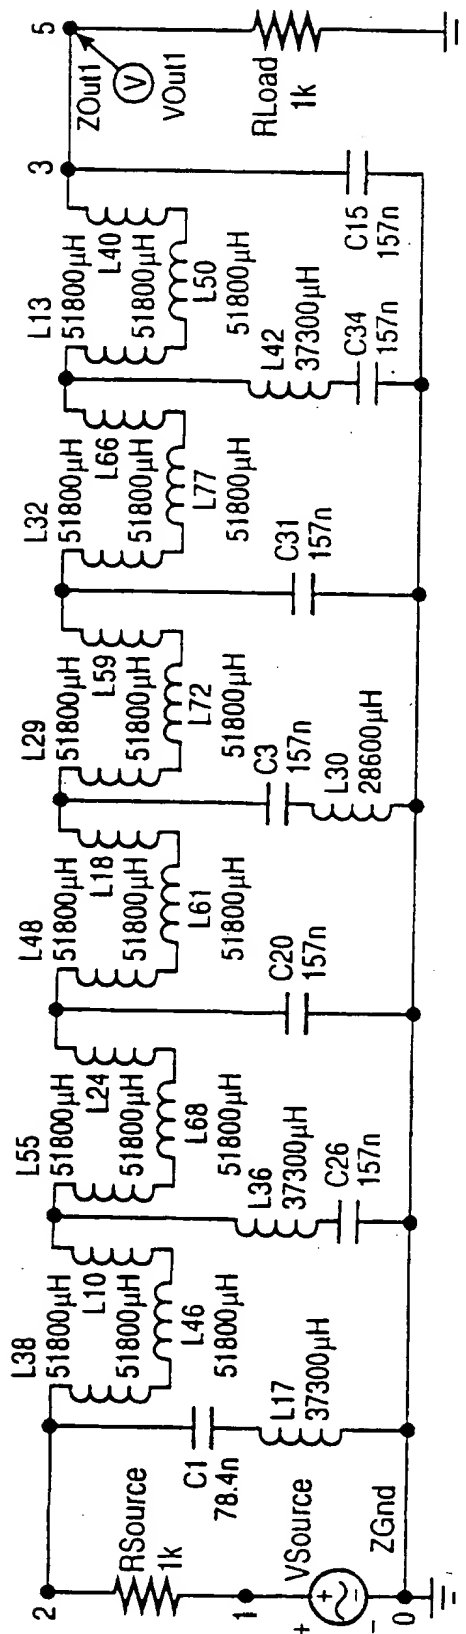 2
RSource
1k
1
+
VSource
−
0
ZGnd
C1
78.4n
L17
37300µH
L38
51800µH
L10
51800µH
L46
51800µH
L36
37300µH
C26
157n
L55
51800µH
L24
51800µH
L68
51800µH
C20
157n
L48
51800µH
L18
51800µH
L61
51800µH
C3
157n
L30
28600µH
L29
51800µH
L59
51800µH
L72
51800µH
C31
157n
L32
51800µH
L66
51800µH
L77
51800µH
L42
37300µH
C34
157n
L13
51800µH
L40
51800µH
L50
51800µH
3
C15
157n
5
ZOut1
V
VOut1
RLoad
1k